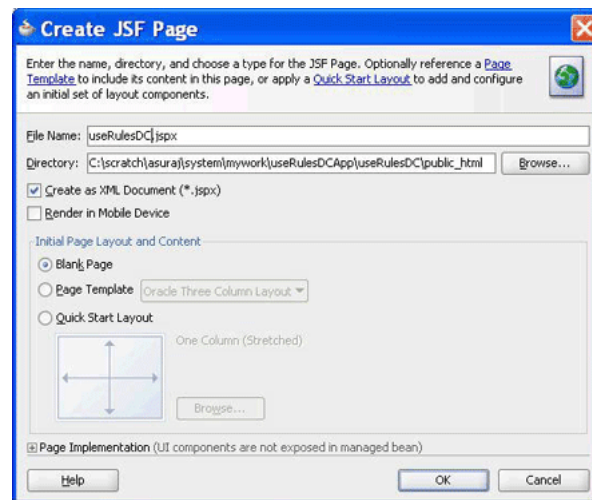 Create JSF Page
Enter the name, directory, and choose a type for the JSF Page. Optionally reference a Page
Template to include its content in this page, or apply a Quick Start Layout to add and configure
an initial set of layout components.
File Name: useRulesDC.jspx
Directory: C:\scratch\asuraj\system\mywork\useRulesDCApp\useRulesDC\public_html Browse...
Create as XML Document (*.jspx)
Render in Mobile Device
Initial Page Layout and Content
Blank Page
Page Template Oracle Three Column Layout
Quick Start Layout
One Column (Stretched)
Browse...
Page Implementation (UI components are not exposed in managed bean)
Help OK Cancel